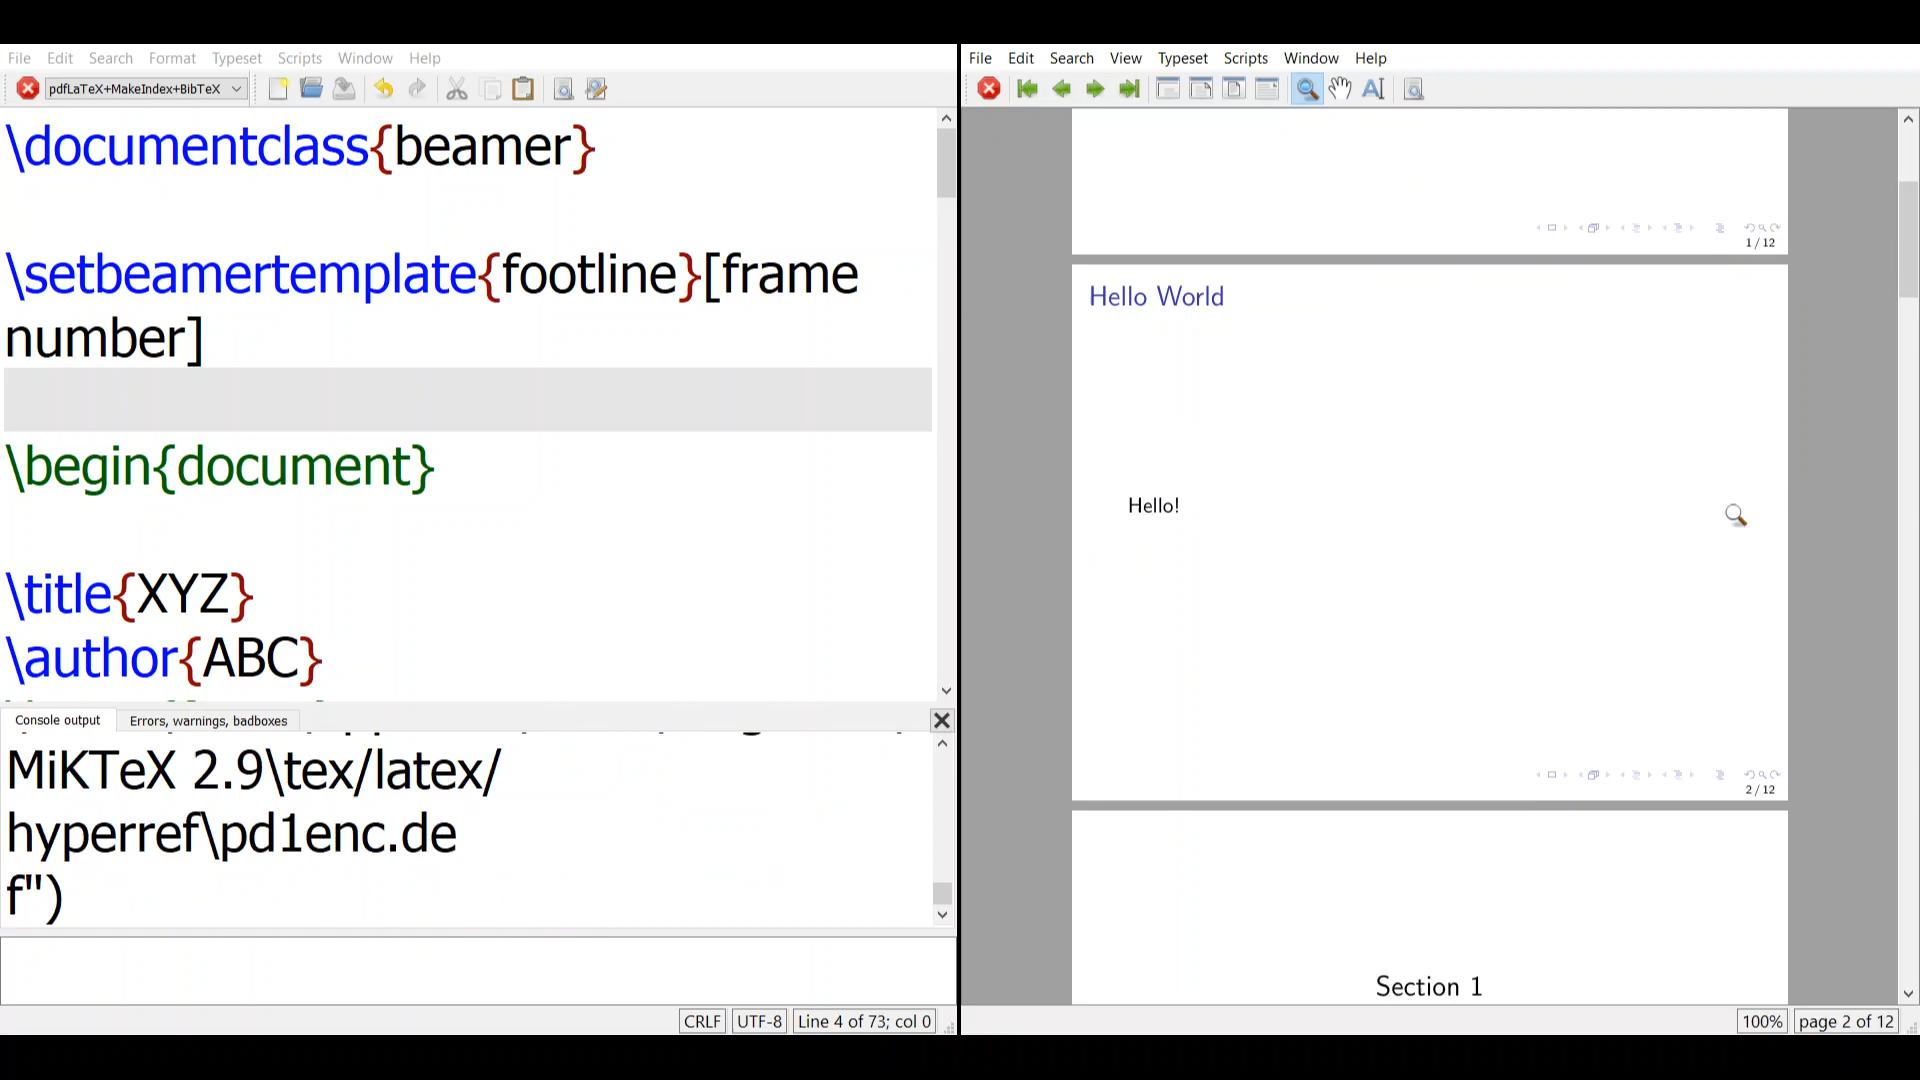 File Edit Search Format Typeset Scripts Window Help
pdfLaTeX+MakeIndex+BibTeX
\documentclass{beamer}
\setbeamertemplate{footline}[frame
number]
\begin{document}
\title{XYZ}
\author{ABC}
Console output Errors, warnings, badboxes
MiKTeX 2.9\tex/latex/
hyperref\pd1enc.de
f")
CRLF UTF-8 Line 4 of 73; col 0
File Edit Search View Typeset Scripts Window Help
1 / 12
Hello World
Hello!
2 / 12
Section 1
100% page 2 of 12